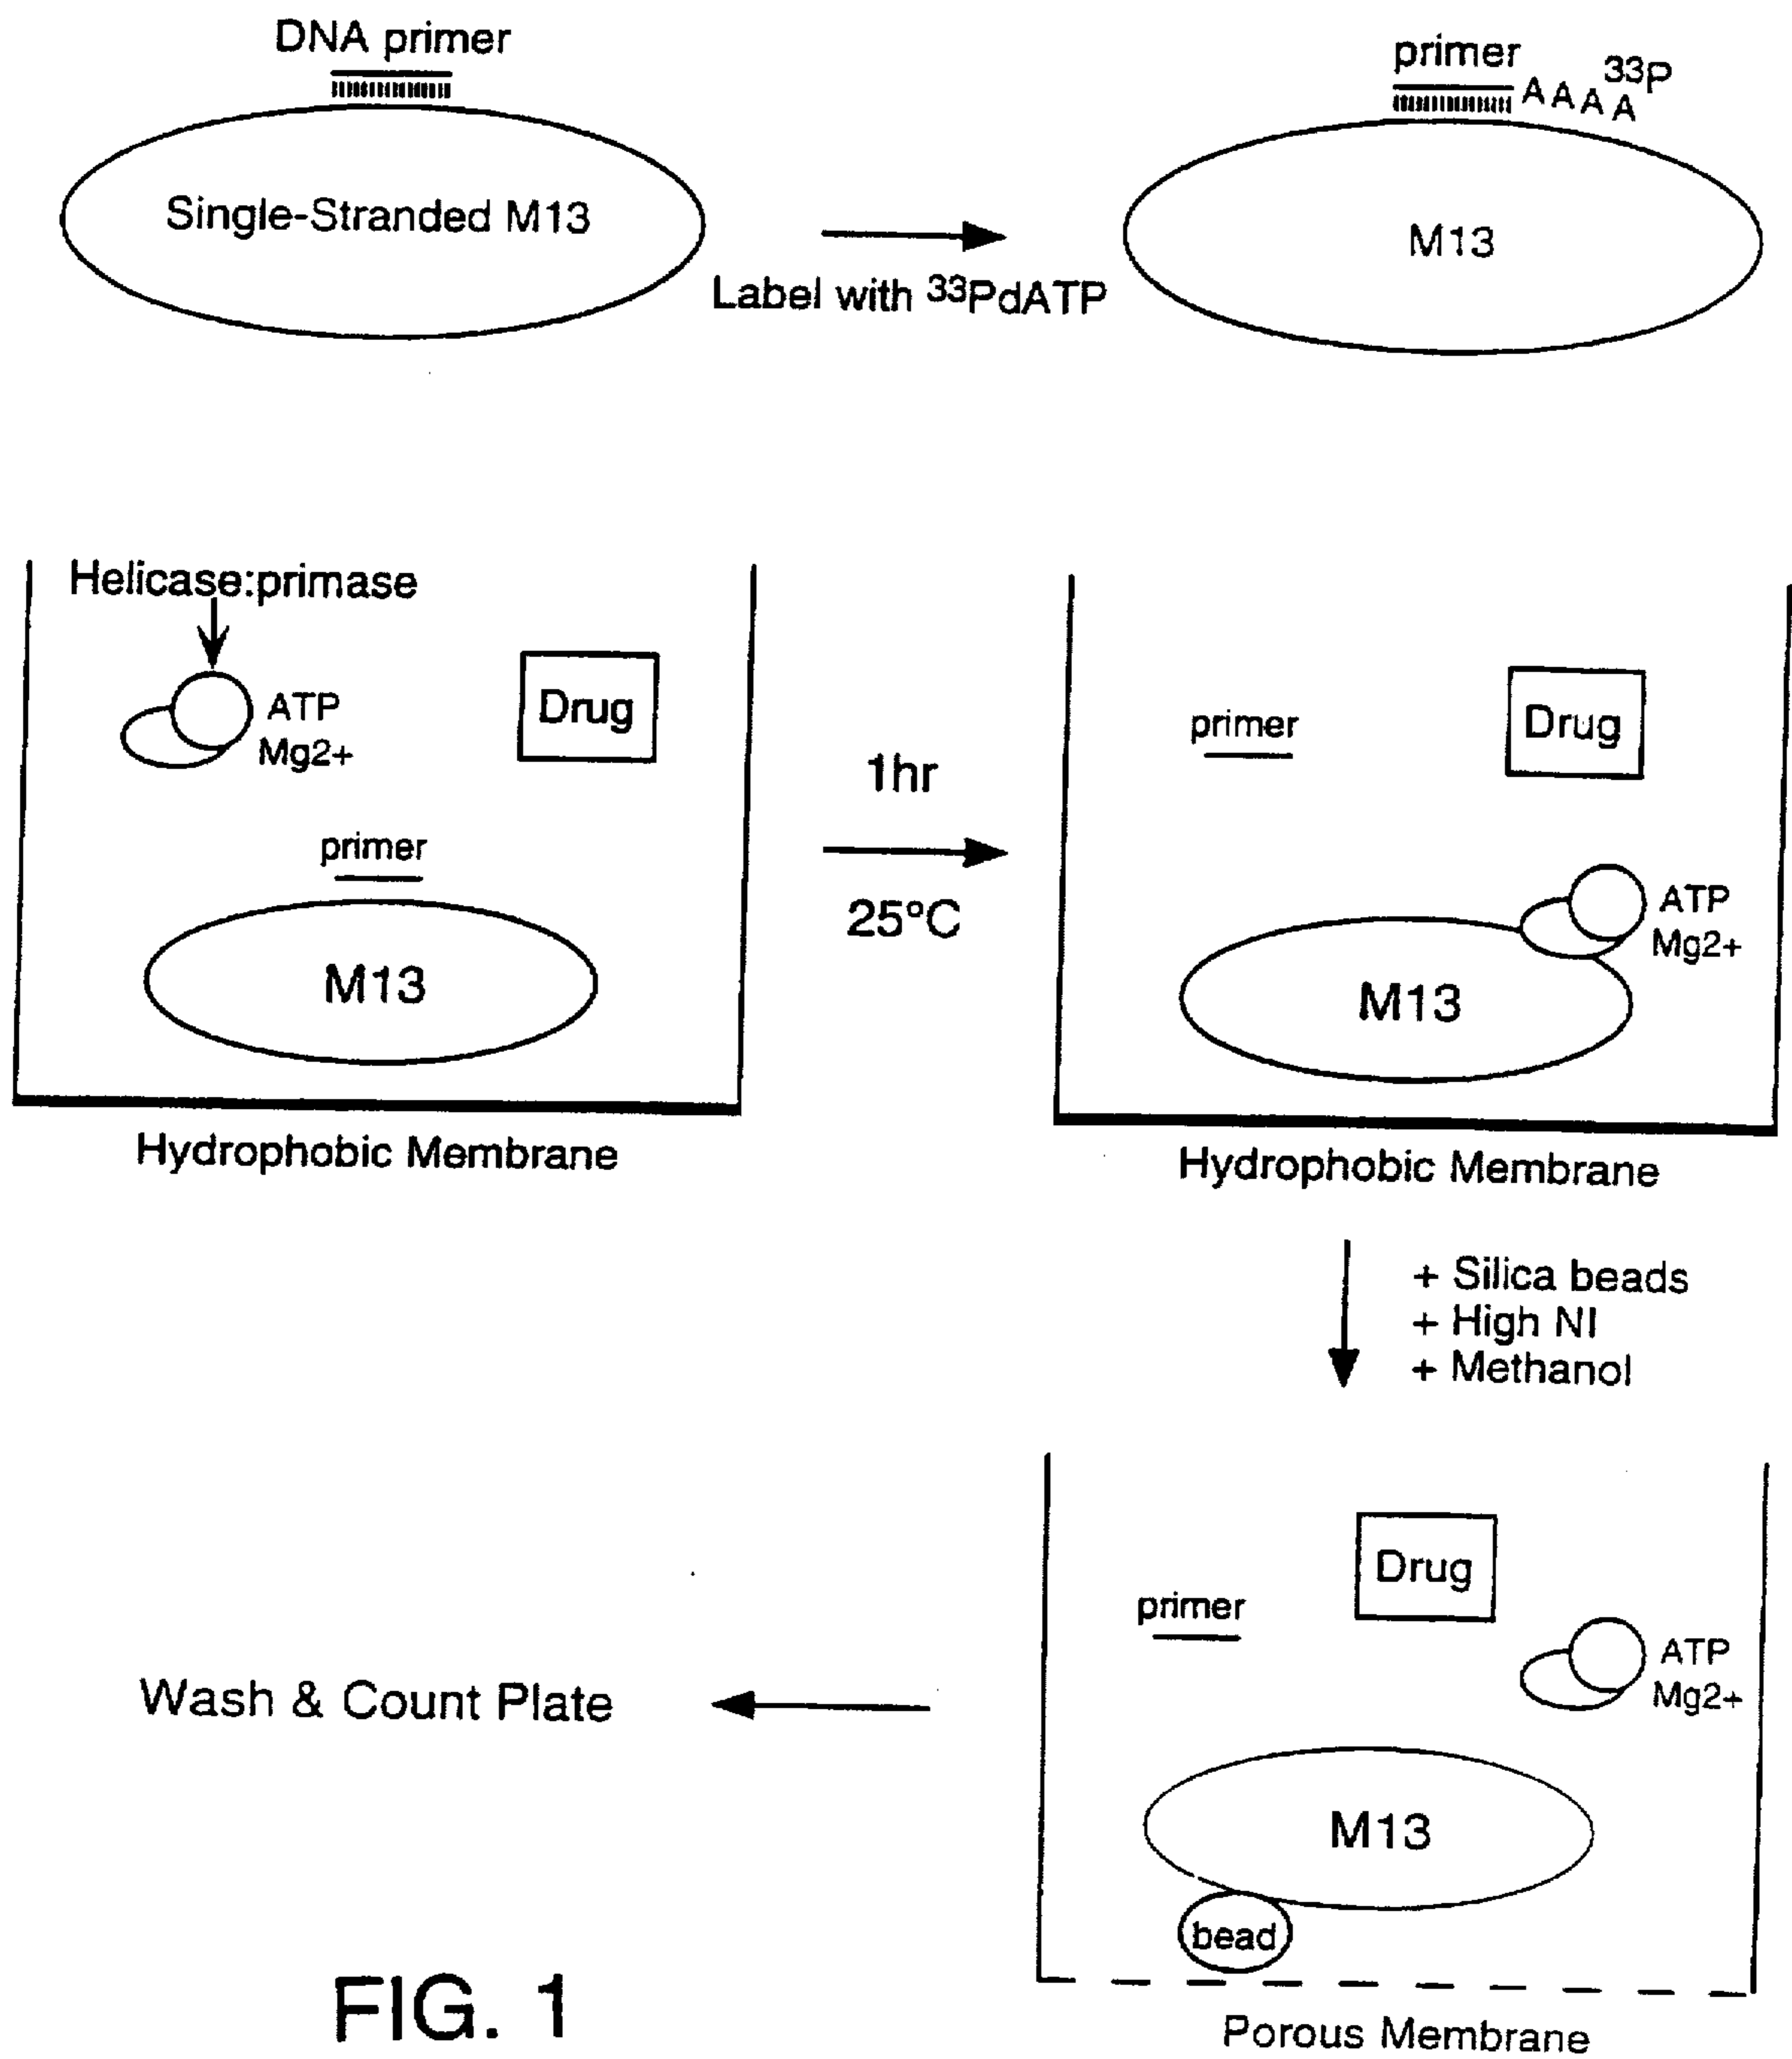 DNA primer
Single-Stranded M13
Label with ³³PdATP
primer
AAAA ³³P
M13
Helicase:primase
ATP
Mg2+
Drug
primer
M13
Hydrophobic Membrane
1hr
25°C
primer
Drug
ATP
Mg2+
M13
Hydrophobic Membrane
+ Silica beads
+ High NI
+ Methanol
Drug
primer
ATP
Mg2+
M13
bead
Porous Membrane
Wash & Count Plate
FIG. 1